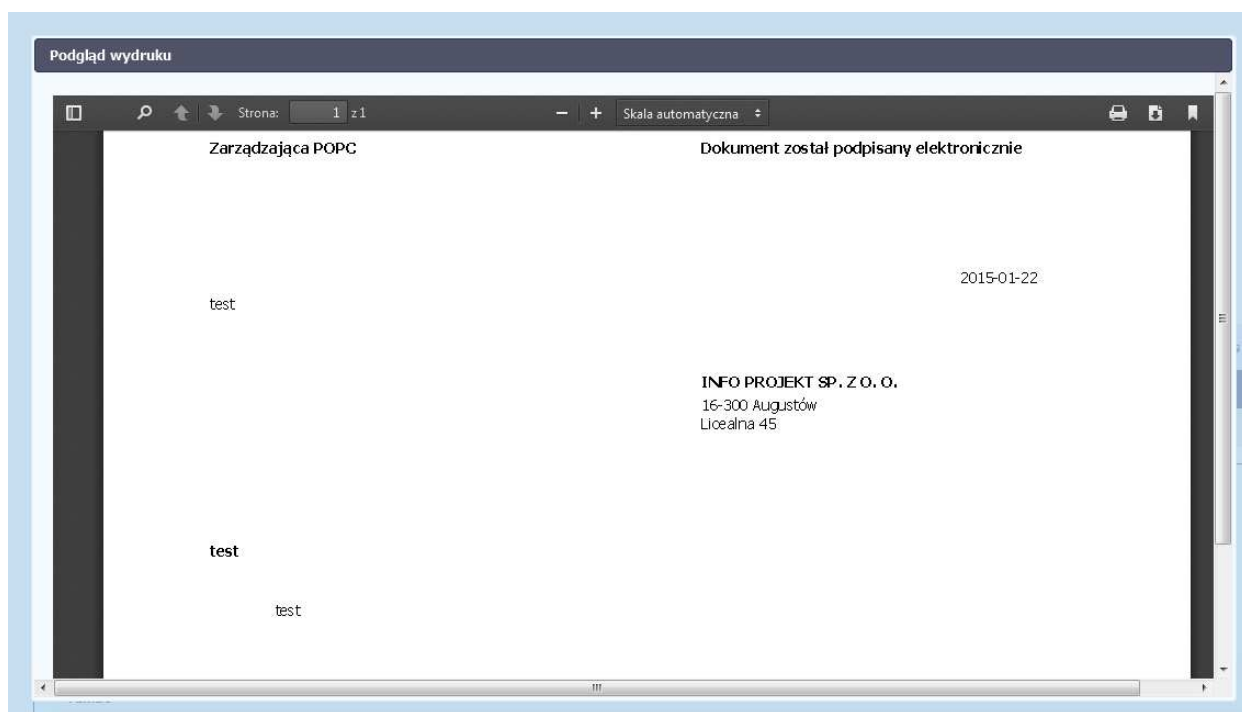 Podgląd wydruku
Strona: 1 z 1 Skala automatyczna
Zarządzająca POPC Dokument został podpisany elektronicznie
2015-01-22
test
INFO PROJEKT SP. Z O. O.
16-300 Augustów
Licealna 45
test
test